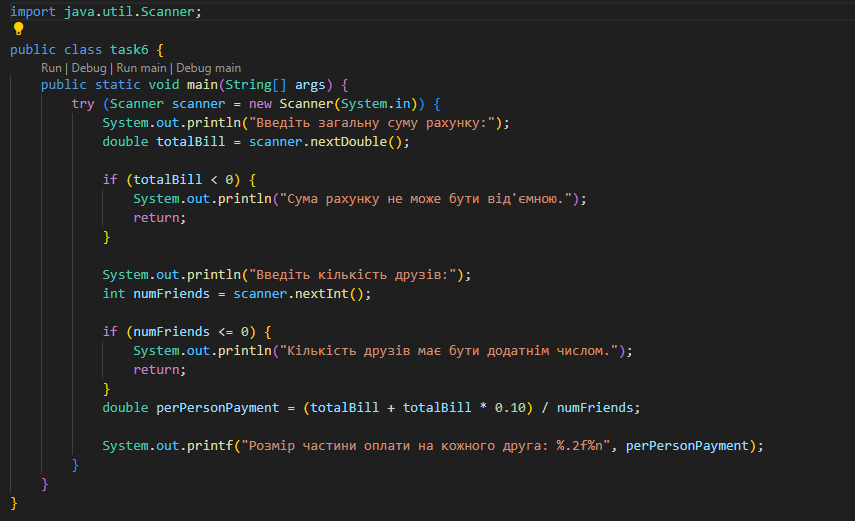 import java.util.Scanner;
public class task6 {
Run | Debug | Run main | Debug main
public static void main(String[] args) {
try (Scanner scanner = new Scanner(System.in)) {
System.out.println("Введіть загальну суму рахунку:");
double totalBill = scanner.nextDouble();
if (totalBill < 0) {
System.out.println("Сума рахунку не може бути від'ємною.");
return;
}
System.out.println("Введіть кількість друзів:");
int numFriends = scanner.nextInt();
if (numFriends <= 0) {
System.out.println("Кількість друзів має бути додатнім числом.");
return;
}
double perPersonPayment = (totalBill + totalBill * 0.10) / numFriends;
System.out.printf("Розмір частини оплати на кожного друга: %.2f%n", perPersonPayment);
}
}
}